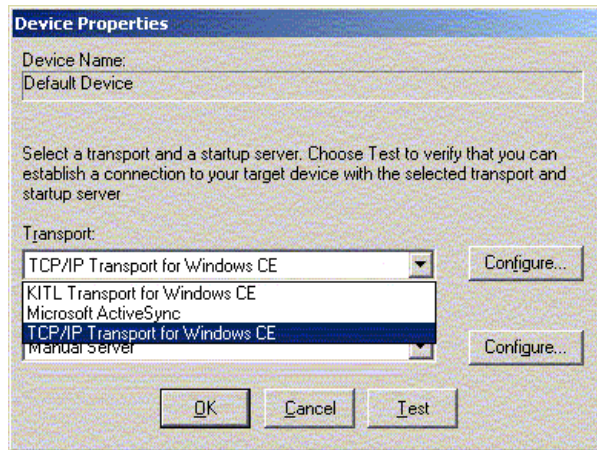 Device Properties
Device Name:
Default Device
Select a transport and a startup server. Choose Test to verify that you can
establish a connection to your target device with the selected transport and
startup server
Transport:
TCP/IP Transport for Windows CE
Configure...
KITL Transport for Windows CE
Microsoft ActiveSync
TCP/IP Transport for Windows CE
Manual Server
Configure...
OK
Cancel
Test